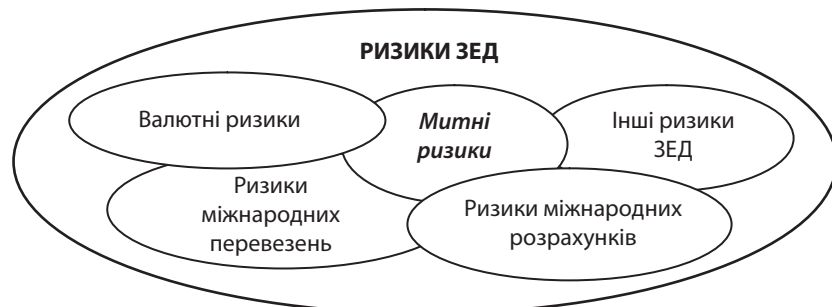 РИЗИКИ ЗЕД
Валютні ризики
Митні
ризики
Інші ризики
ЗЕД
Ризики
міжнародних
перевезень
Ризики міжнародних
розрахунків